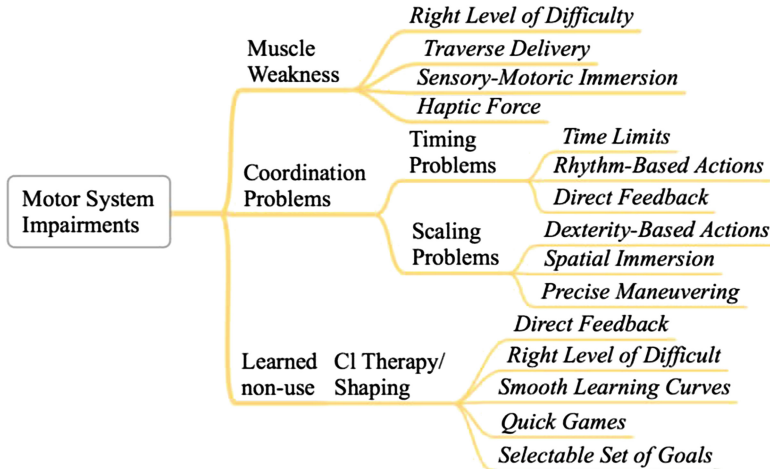 Motor System
Impairments
Muscle
Weakness
Right Level of Difficulty
Traverse Delivery
Sensory-Motoric Immersion
Haptic Force
Coordination
Problems
Timing
Problems
Time Limits
Rhythm-Based Actions
Direct Feedback
Scaling
Problems
Dexterity-Based Actions
Spatial Immersion
Precise Maneuvering
Learned
non-use
Cl Therapy/
Shaping
Direct Feedback
Right Level of Difficult
Smooth Learning Curves
Quick Games
Selectable Set of Goals